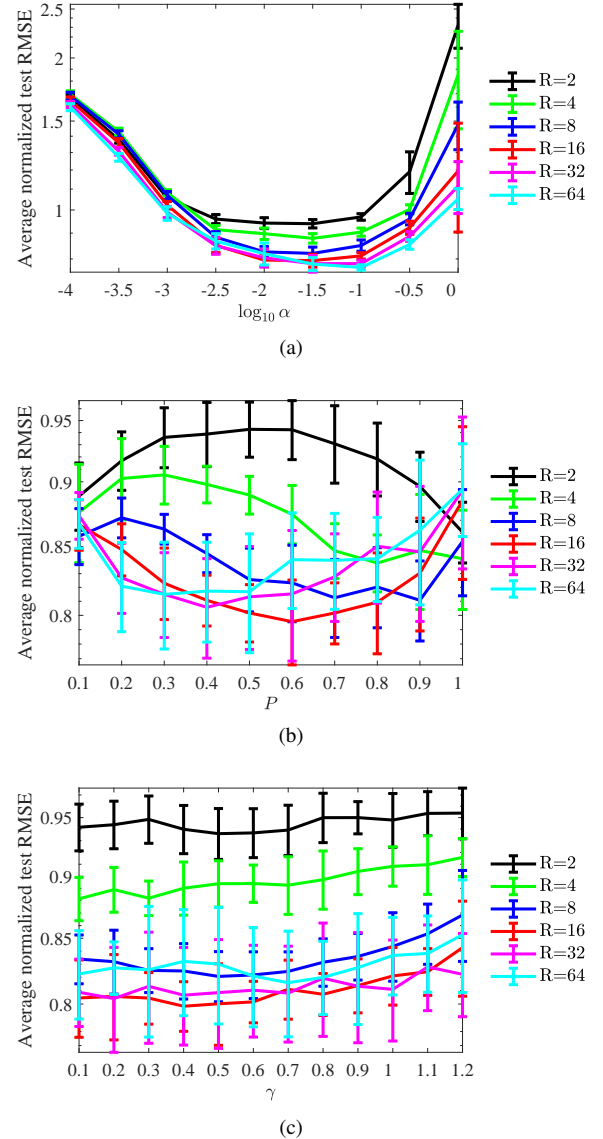 2.5
2
1.5
1
Average normalized test RMSE
-4 -3.5 -3 -2.5 -2 -1.5 -1 -0.5 0
log₁₀ α
R=2
R=4
R=8
R=16
R=32
R=64
(a)
0.95
0.9
0.85
0.8
Average normalized test RMSE
0.1 0.2 0.3 0.4 0.5 0.6 0.7 0.8 0.9 1
P
R=2
R=4
R=8
R=16
R=32
R=64
(b)
0.95
0.9
0.85
0.8
Average normalized test RMSE
0.1 0.2 0.3 0.4 0.5 0.6 0.7 0.8 0.9 1 1.1 1.2
γ
R=2
R=4
R=8
R=16
R=32
R=64
(c)